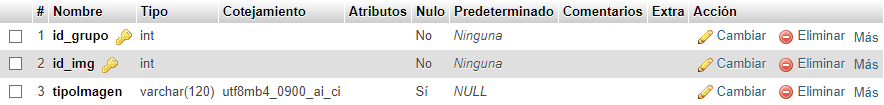 # Nombre Tipo Cotejamiento Atributos Nulo Predeterminado Comentarios Extra Acción
1 id_grupo int No Ninguna Cambiar Eliminar Más
2 id_img int No Ninguna Cambiar Eliminar Más
3 tipoImagen varchar(120) utf8mb4_0900_ai_ci Sí NULL Cambiar Eliminar Más